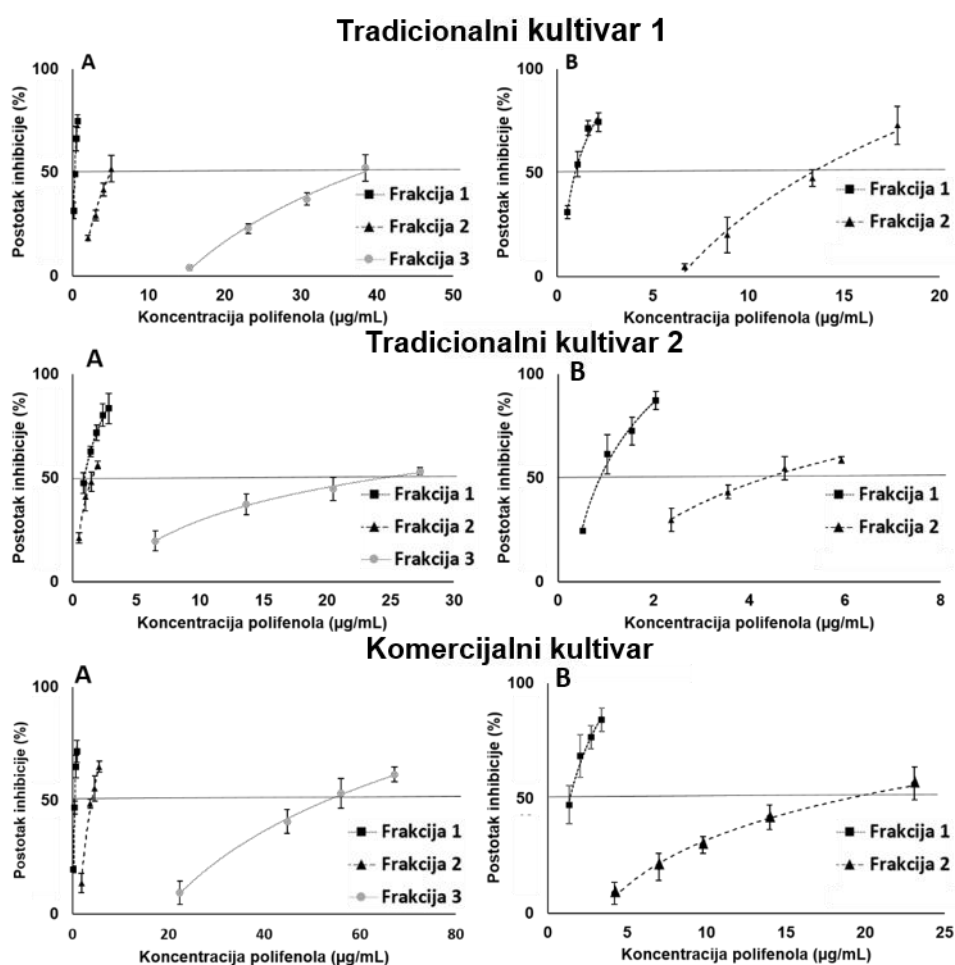 Tradicionalni kultivar 1
A
Postotak inhibicije (%)
100
50
0
0 10 20 30 40 50
Koncentracija polifenola (µg/mL)
Frakcija 1
Frakcija 2
Frakcija 3
B
Postotak inhibicije (%)
100
50
0
0 5 10 15 20
Koncentracija polifenola (µg/mL)
Frakcija 1
Frakcija 2
Tradicionalni kultivar 2
A
Postotak inhibicije (%)
100
50
0
0 10 20 30
Koncentracija polifenola (µg/mL)
Frakcija 1
Frakcija 2
Frakcija 3
B
Postotak inhibicije (%)
100
50
0
0 2 4 6 8
Koncentracija polifenola (µg/mL)
Frakcija 1
Frakcija 2
Komercijalni kultivar
A
Postotak inhibicije (%)
100
50
0
0 20 40 60 80
Koncentracija polifenola (µg/mL)
Frakcija 1
Frakcija 2
Frakcija 3
B
Postotak inhibicije (%)
100
50
0
0 5 10 15 20 25
Koncentracija polifenola (µg/mL)
Frakcija 1
Frakcija 2